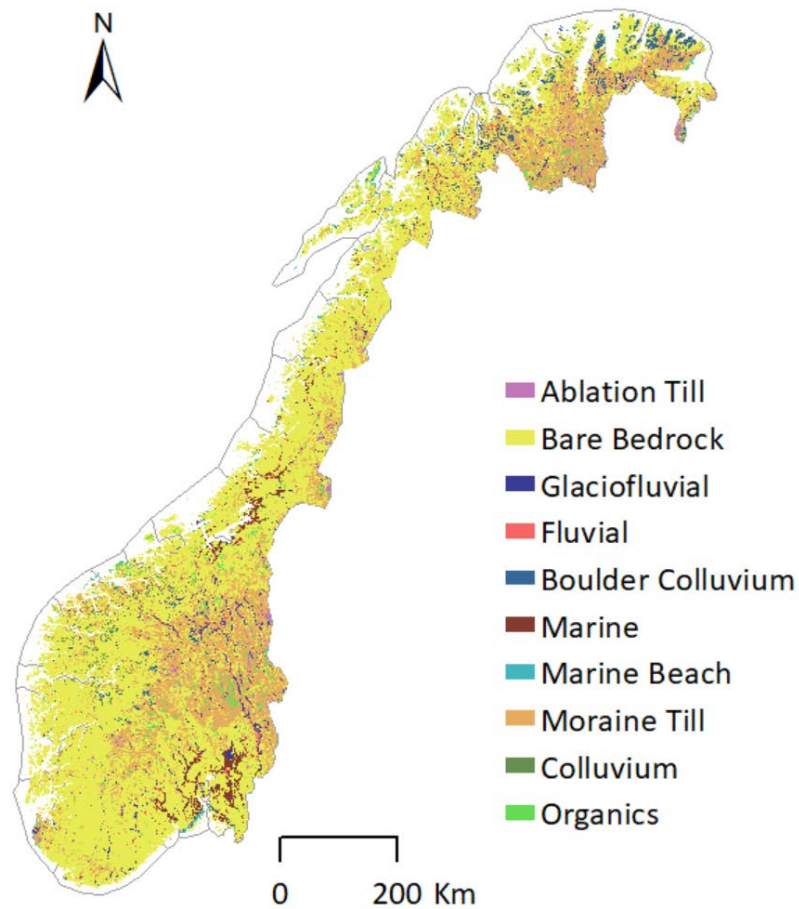 N
Ablation Till
Bare Bedrock
Glaciofluvial
Fluvial
Boulder Colluvium
Marine
Marine Beach
Moraine Till
Colluvium
Organics
0 200 Km